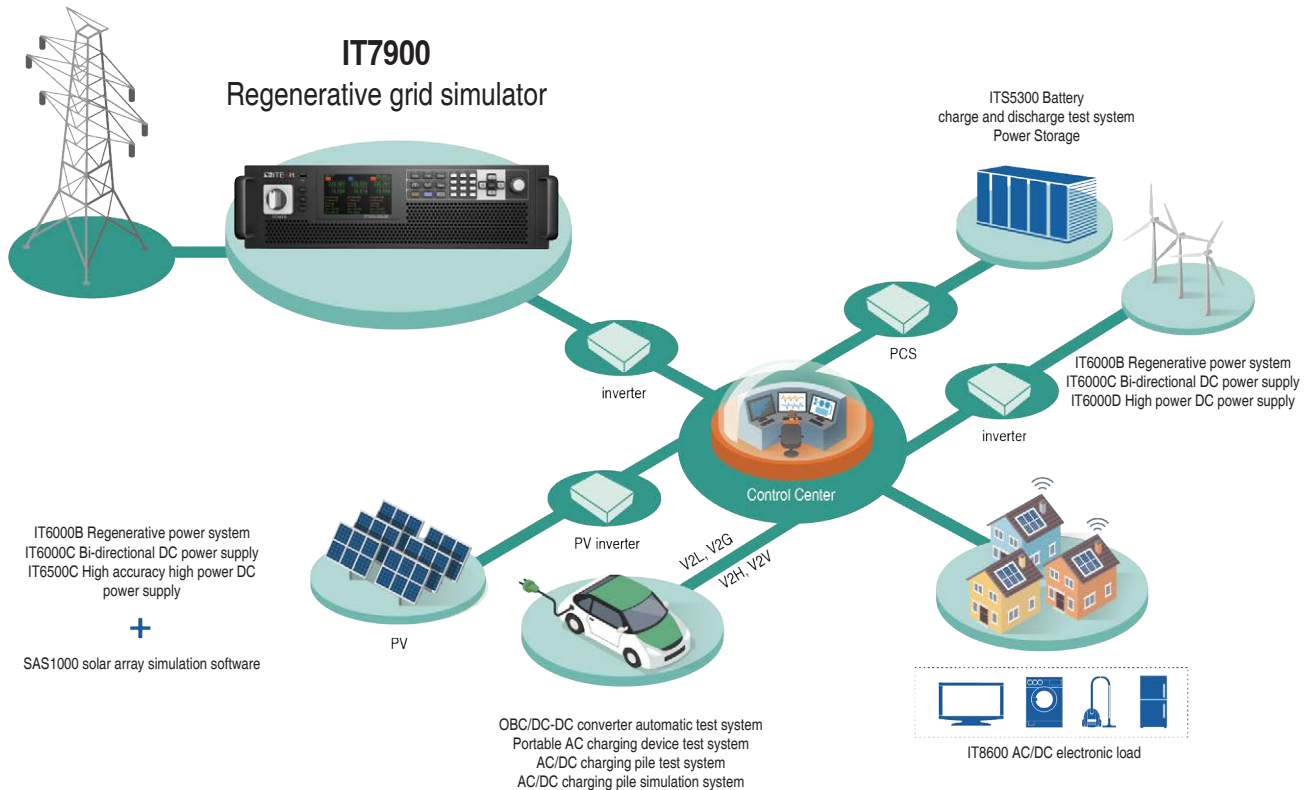 IT7900
Regenerative grid simulator
ITECH
POWER
ITS5300 Battery
charge and discharge test system
Power Storage
PCS
inverter
IT6000B Regenerative power system
IT6000C Bi-directional DC power supply
IT6000D High power DC power supply
inverter
Control Center
PV inverter
V2L, V2G
V2H, V2V
IT6000B Regenerative power system
IT6000C Bi-directional DC power supply
IT6500C High accuracy high power DC
power supply
+
SAS1000 solar array simulation software
PV
OBC/DC-DC converter automatic test system
Portable AC charging device test system
AC/DC charging pile test system
AC/DC charging pile simulation system
IT8600 AC/DC electronic load